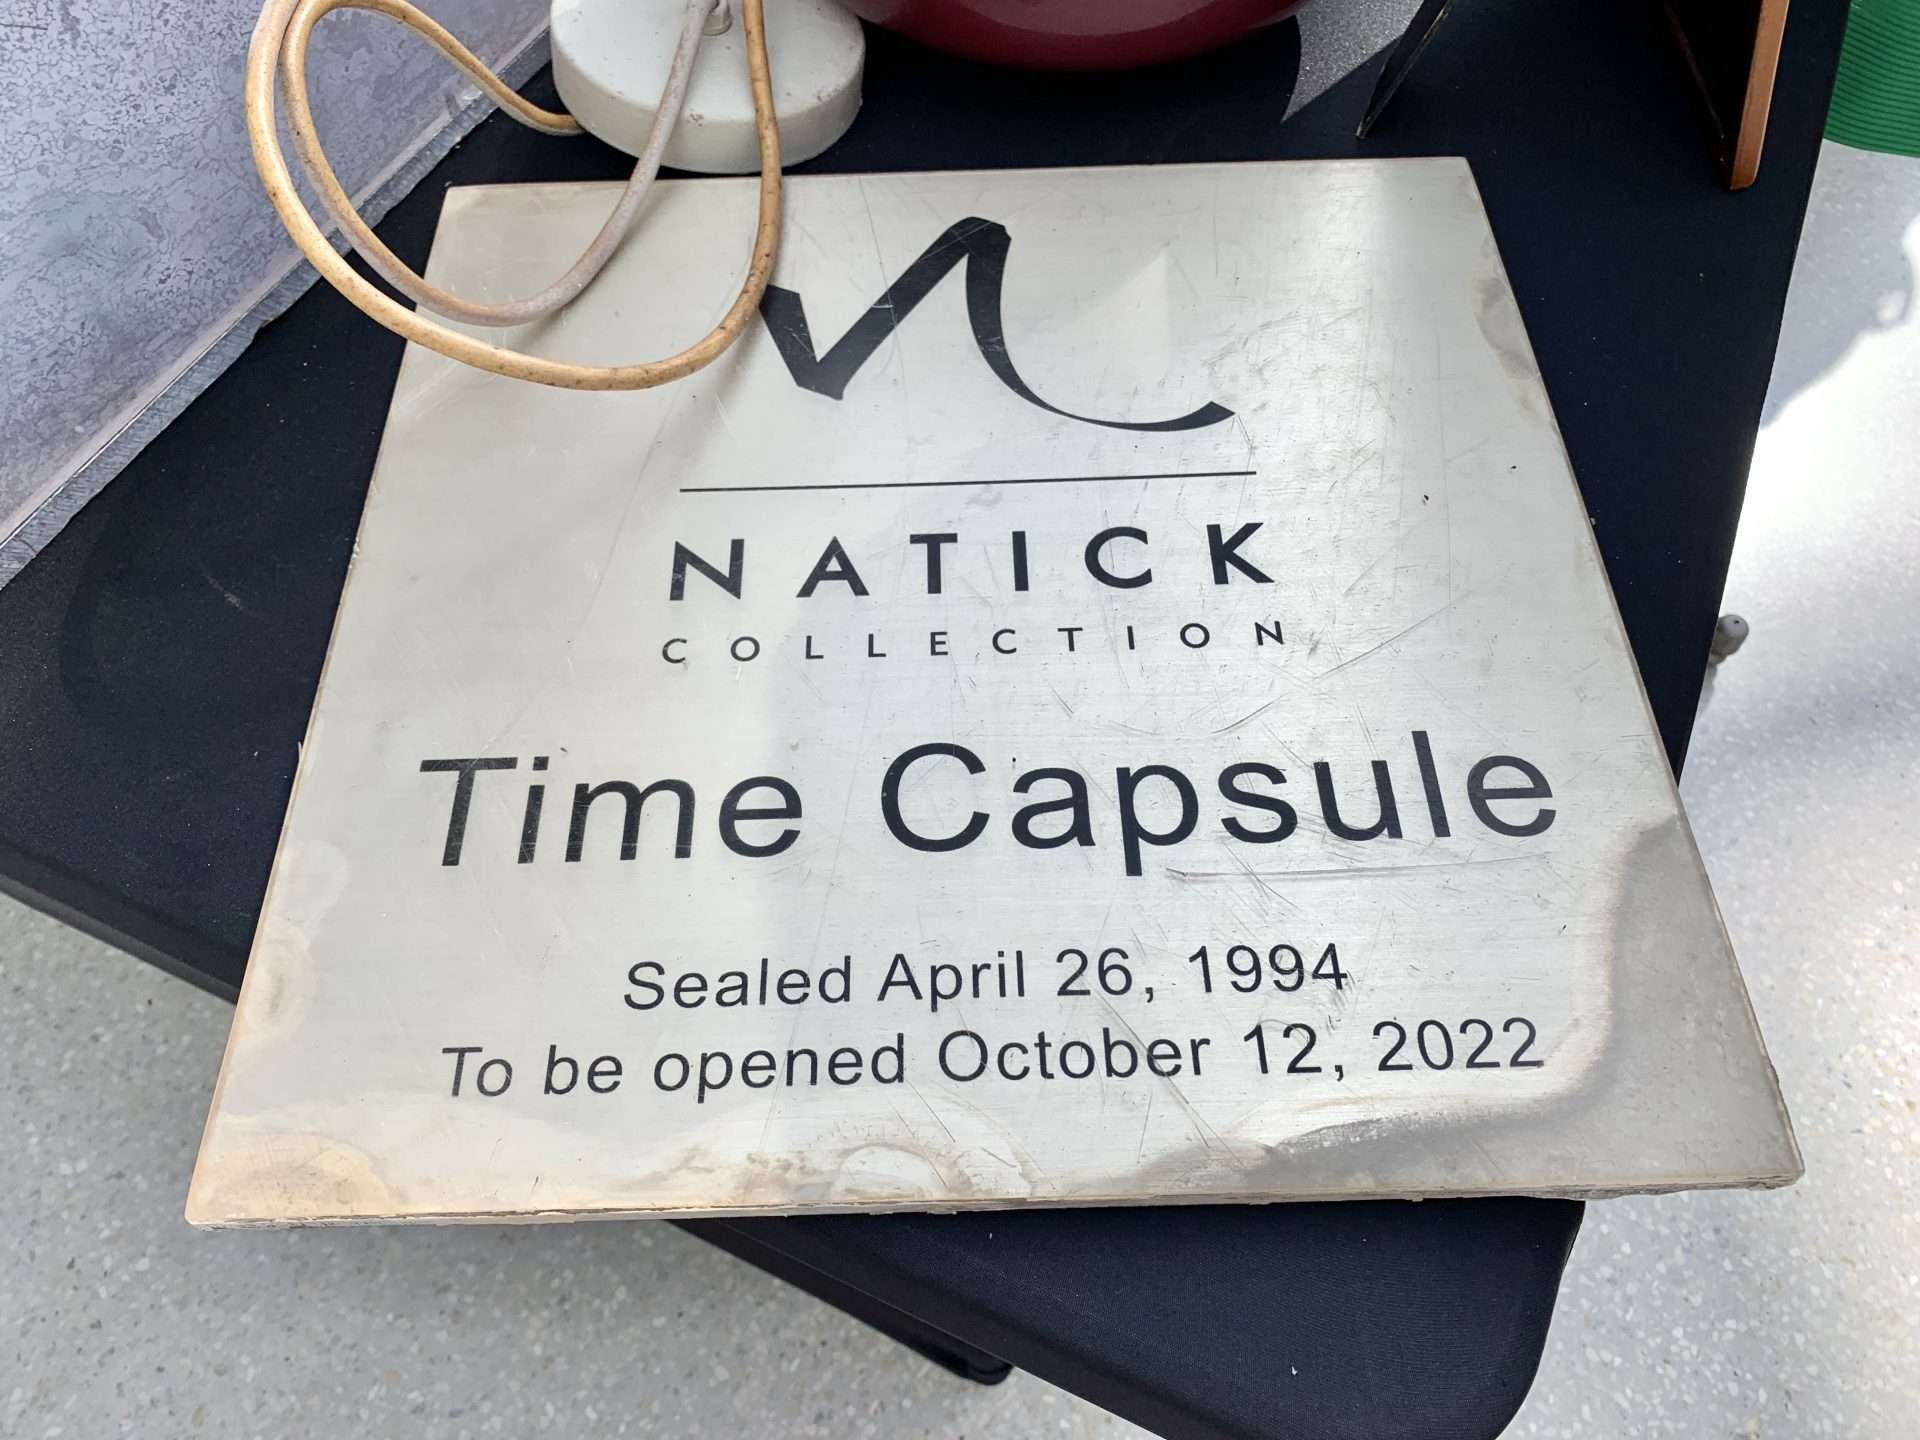 n
NATICK
COLLECTION
Time Capsule
Sealed April 26, 1994
To be opened October 12, 2022